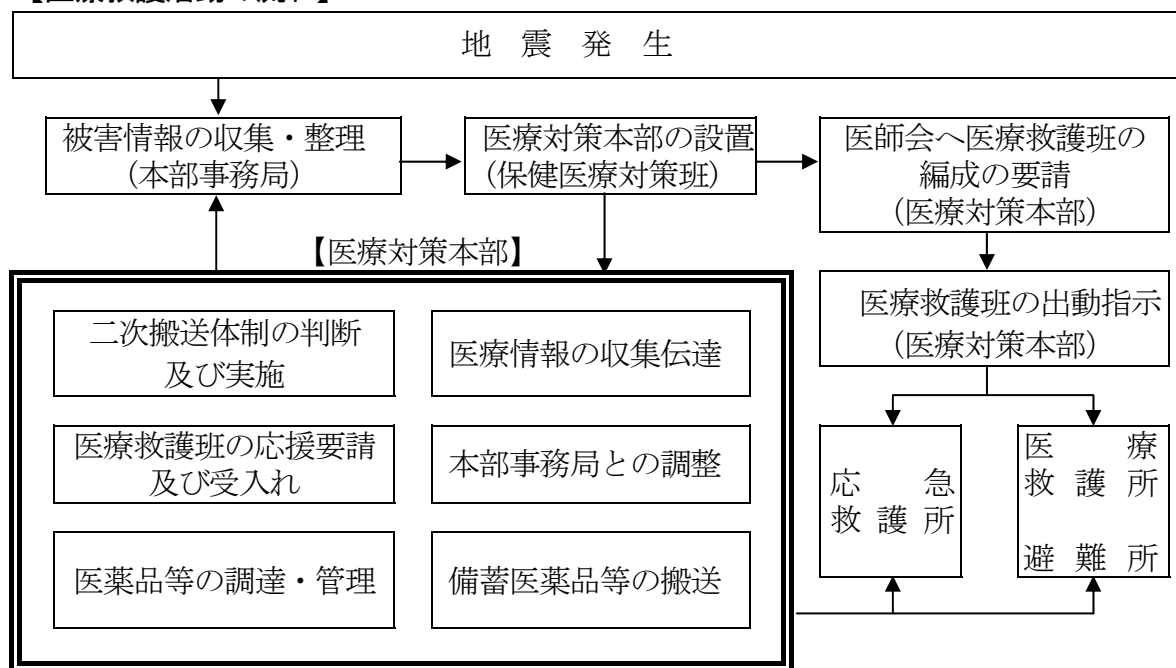 地　震　発　生
被害情報の収集・整理
（本部事務局）
医療対策本部の設置
（保健医療対策班）
医師会へ医療救護班の
編成の要請
（医療対策本部）
【医療対策本部】
医療救護班の出動指示
（医療対策本部）
二次搬送体制の判断
及び実施
医療情報の収集伝達
医療救護班の応援要請
及び受入れ
本部事務局との調整
医薬品等の調達・管理
備蓄医薬品等の搬送
応　　急
救 護 所
医　　療
救 護 所
避 難 所